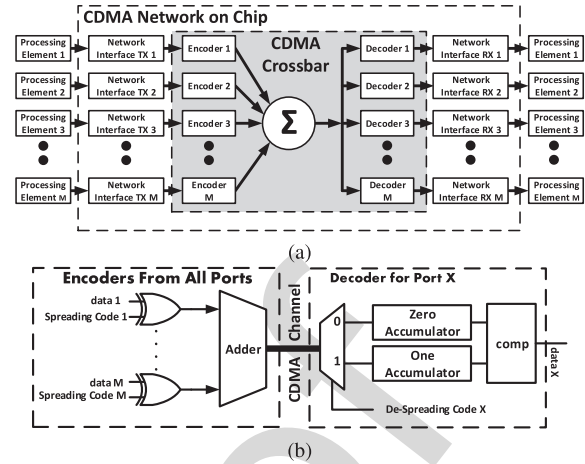 CDMA Network on Chip
Processing Element 1
Network Interface TX 1
Encoder 1
CDMA Crossbar
Decoder 1
Network Interface RX 1
Processing Element 1
Processing Element 2
Network Interface TX 2
Encoder 2
Decoder 2
Network Interface RX 2
Processing Element 2
Processing Element 3
Network Interface TX 3
Encoder 3
Σ
Decoder 3
Network Interface RX 3
Processing Element 3
Processing Element M
Network Interface TX M
Encoder M
Decoder M
Network Interface RX M
Processing Element M
(a)
Encoders From All Ports
data 1
Spreading Code 1
data M
Spreading Code M
Adder
CDMA Channel
Decoder for Port X
0
1
Zero Accumulator
One Accumulator
comp
data X
De-Spreading Code X
(b)